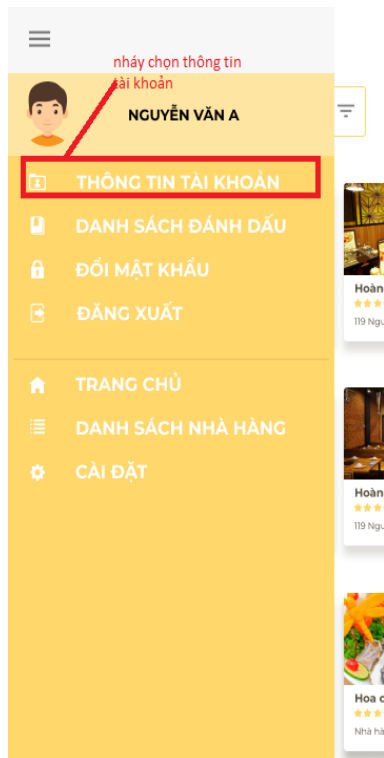 nháy chọn thông tin
tài khoản
NGUYỄN VĂN A
THÔNG TIN TÀI KHOẢN
DANH SÁCH ĐÁNH DẤU
ĐỔI MẬT KHẨU
ĐĂNG XUẤT
TRANG CHỦ
DANH SÁCH NHÀ HÀNG
CÀI ĐẶT
Hoàn
119 Ngu
Hoàn
119 Ngu
Hoa c
Nhà hà